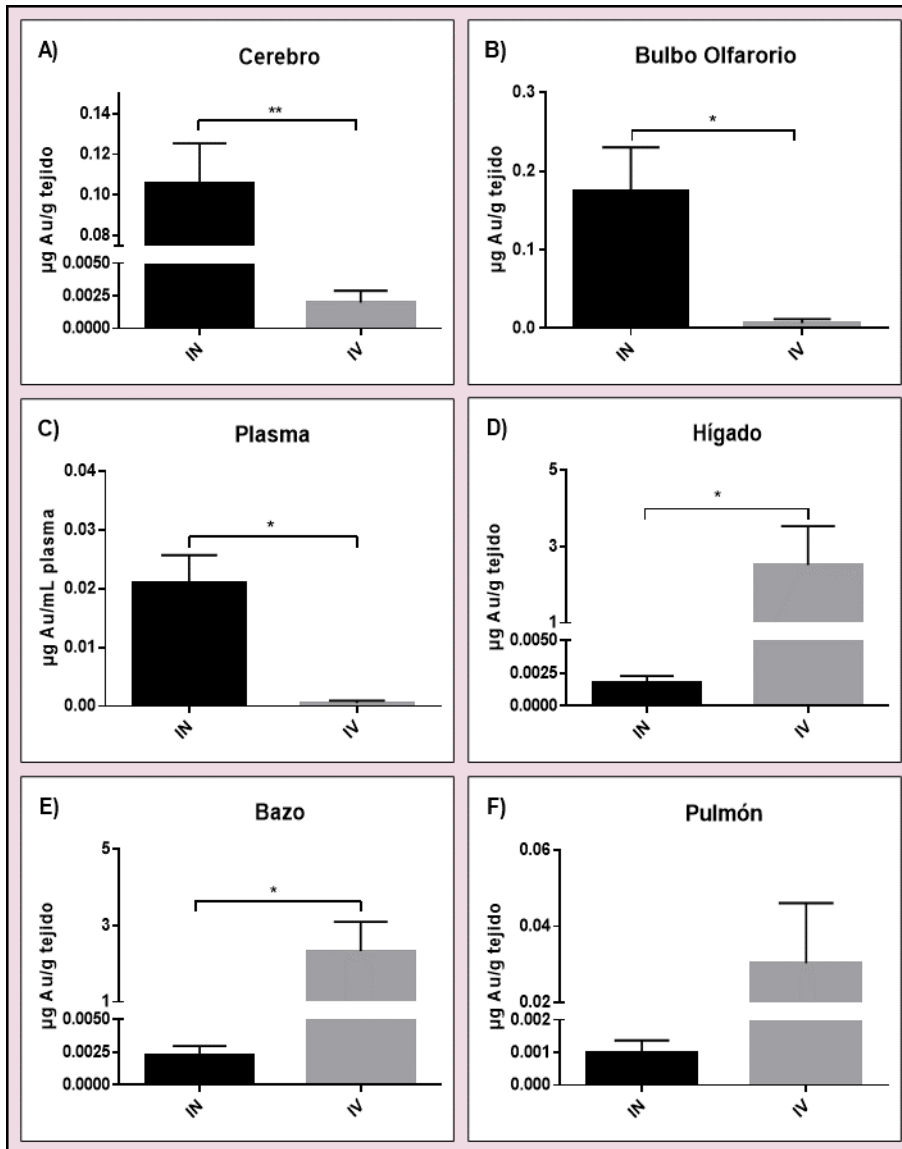 A)
Cerebro
µg Au/g tejido
0.14
0.12
0.10
0.08
0.0050
0.0025
0.0000
**
IN
IV
B)
Bulbo Olfarorio
µg Au/g tejido
0.3
0.2
0.1
0.0
*
IN
IV
C)
Plasma
µg Au/mL plasma
0.04
0.03
0.02
0.01
0.00
*
IN
IV
D)
Hígado
µg Au/g tejido
5
3
1
0.0050
0.0025
0.0000
*
IN
IV
E)
Bazo
µg Au/g tejido
5
3
1
0.0050
0.0025
0.0000
*
IN
IV
F)
Pulmón
µg Au/g tejido
0.06
0.04
0.02
0.002
0.001
0.000
IN
IV